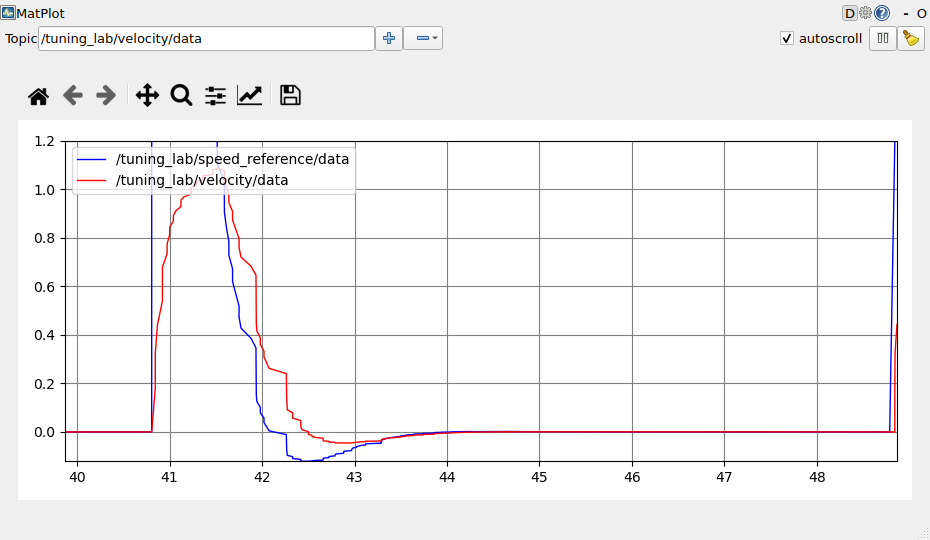 MatPlot D ? - O
Topic /tuning_lab/velocity/data autoscroll
/tuning_lab/speed_reference/data
/tuning_lab/velocity/data
1.2
1.0
0.8
0.6
0.4
0.2
0.0
40 41 42 43 44 45 46 47 48